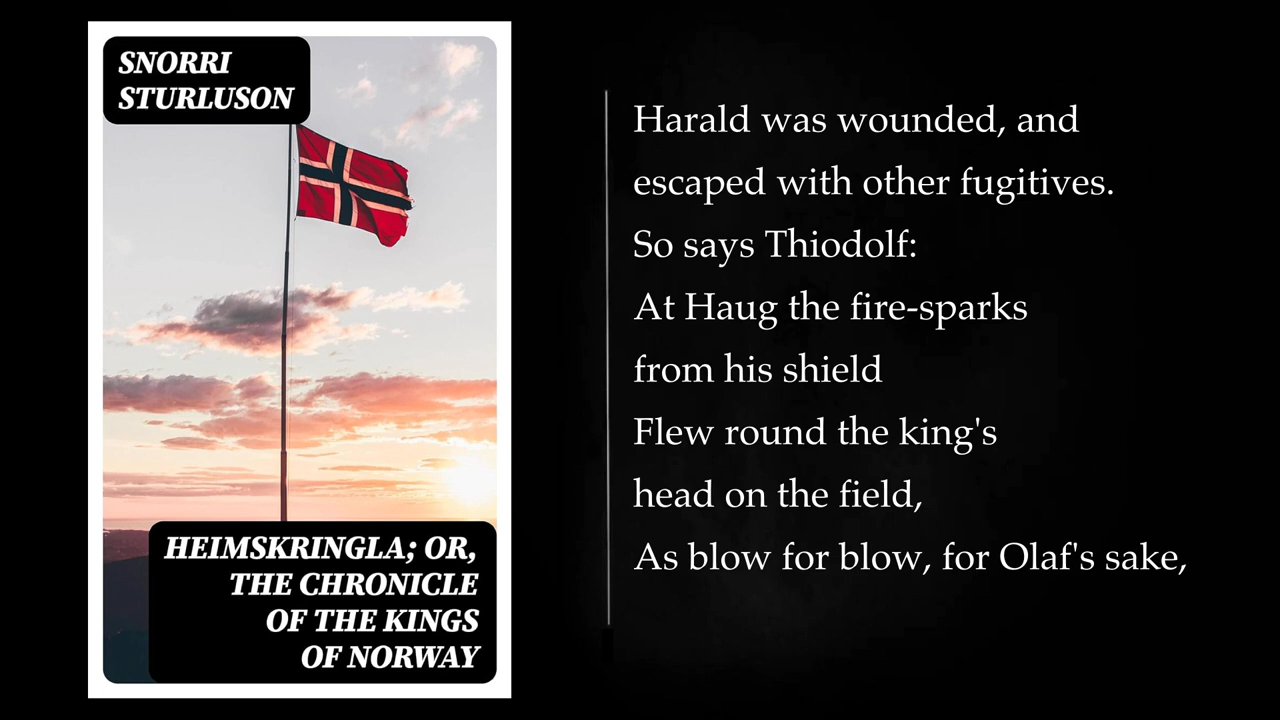 SNORRI
STURLUSON
HEIMSKRINGLA; OR,
THE CHRONICLE
OF THE KINGS
OF NORWAY
Harald was wounded, and
escaped with other fugitives.
So says Thiodolf:
At Haug the fire-sparks
from his shield
Flew round the king's
head on the field,
As blow for blow, for Olaf's sake,